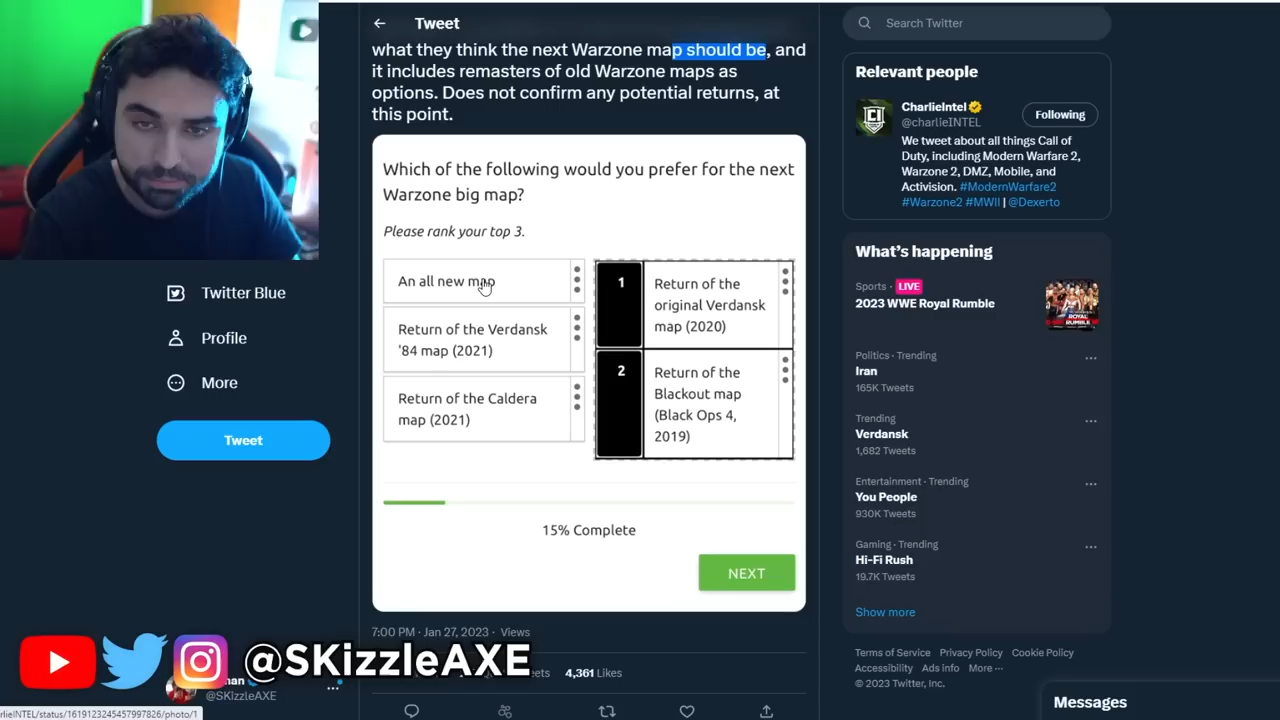 Tweet
Search Twitter
what they think the next Warzone map should be, and
it includes remasters of old Warzone maps as
options. Does not confirm any potential returns, at
this point.
Which of the following would you prefer for the next
Warzone big map?
Please rank your top 3.
An all new map
Return of the Verdansk
'84 map (2021)
Return of the Caldera
map (2021)
1
Return of the
original Verdansk
map (2020)
2
Return of the
Blackout map
(Black Ops 4,
2019)
15% Complete
NEXT
7:00 PM · Jan 27, 2023 · Views
4,361 Likes
Twitter Blue
Profile
More
Tweet
Relevant people
CharlieIntel
@charlieINTEL
Following
We tweet about all things Call of
Duty, including Modern Warfare 2,
Warzone 2, DMZ, Mobile, and
Activision. #ModernWarfare2
#Warzone2 #MWII | @Dexerto
What's happening
Sports · LIVE
2023 WWE Royal Rumble
Politics · Trending
Iran
165K Tweets
Trending
Verdansk
1,682 Tweets
Entertainment · Trending
You People
930K Tweets
Gaming · Trending
Hi-Fi Rush
19.7K Tweets
Show more
Terms of Service Privacy Policy Cookie Policy
Accessibility Ads info More
© 2023 Twitter, Inc.
Messages
@SKizzleAXE
@SKIzzleAXE
rlieINTEL/status/1619123245457997826/photo/1